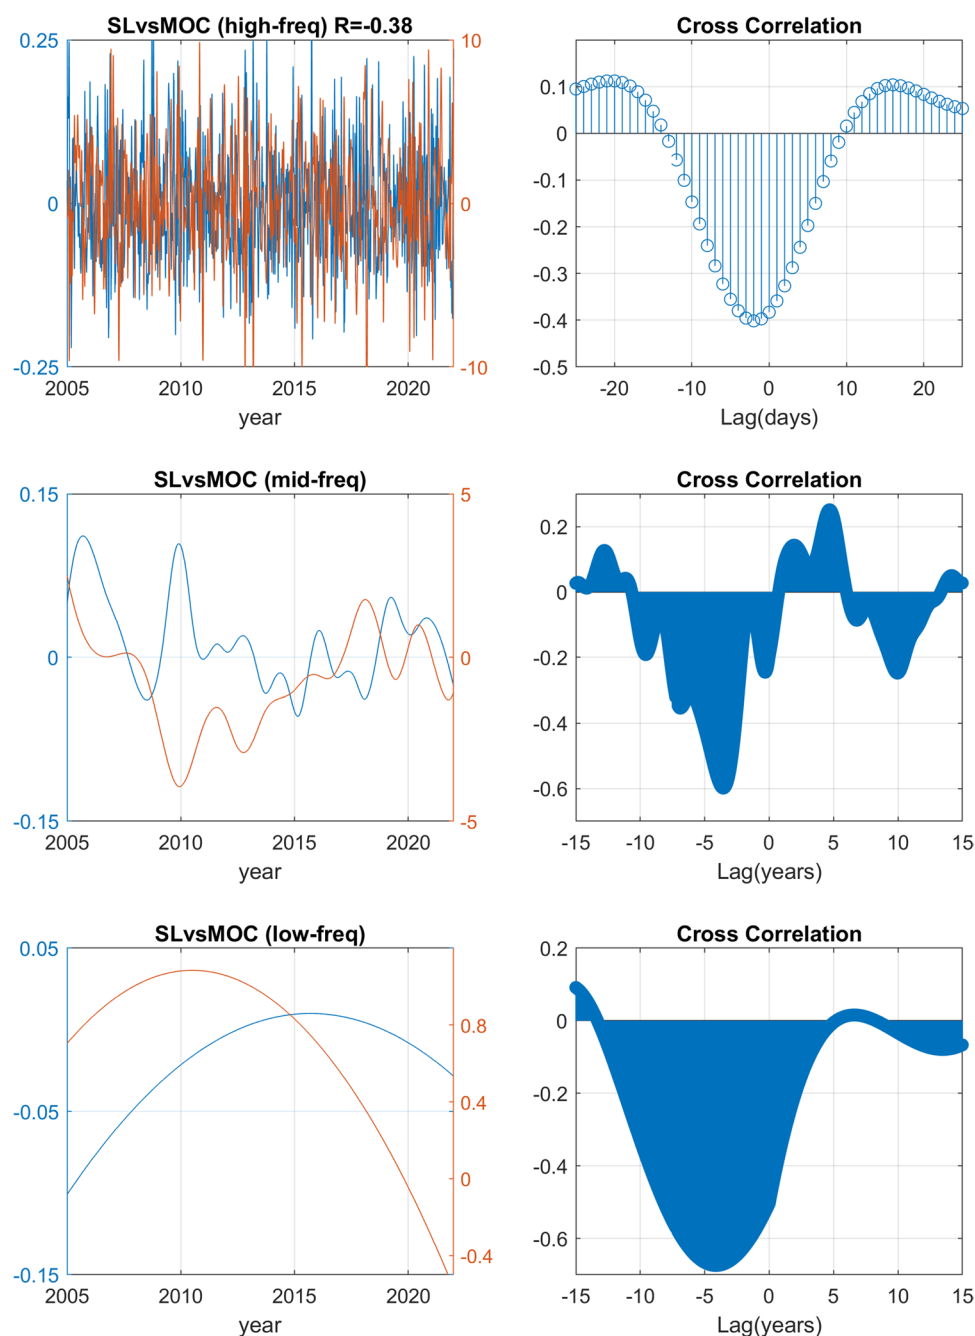 SLvsMOC (high-freq) R=-0.38
0.25
0
-0.25
10
0
-10
2005 2010 2015 2020
year
Cross Correlation
0.1
0
-0.1
-0.2
-0.3
-0.4
-0.5
-20 -10 0 10 20
Lag(days)
SLvsMOC (mid-freq)
0.15
0
-0.15
5
0
-5
2005 2010 2015 2020
year
Cross Correlation
0.2
0
-0.2
-0.4
-0.6
-15 -10 -5 0 5 10 15
Lag(years)
SLvsMOC (low-freq)
0.05
-0.05
-0.15
0.8
0.4
0
-0.4
2005 2010 2015 2020
year
Cross Correlation
0.2
0
-0.2
-0.4
-0.6
-15 -10 -5 0 5 10 15
Lag(years)